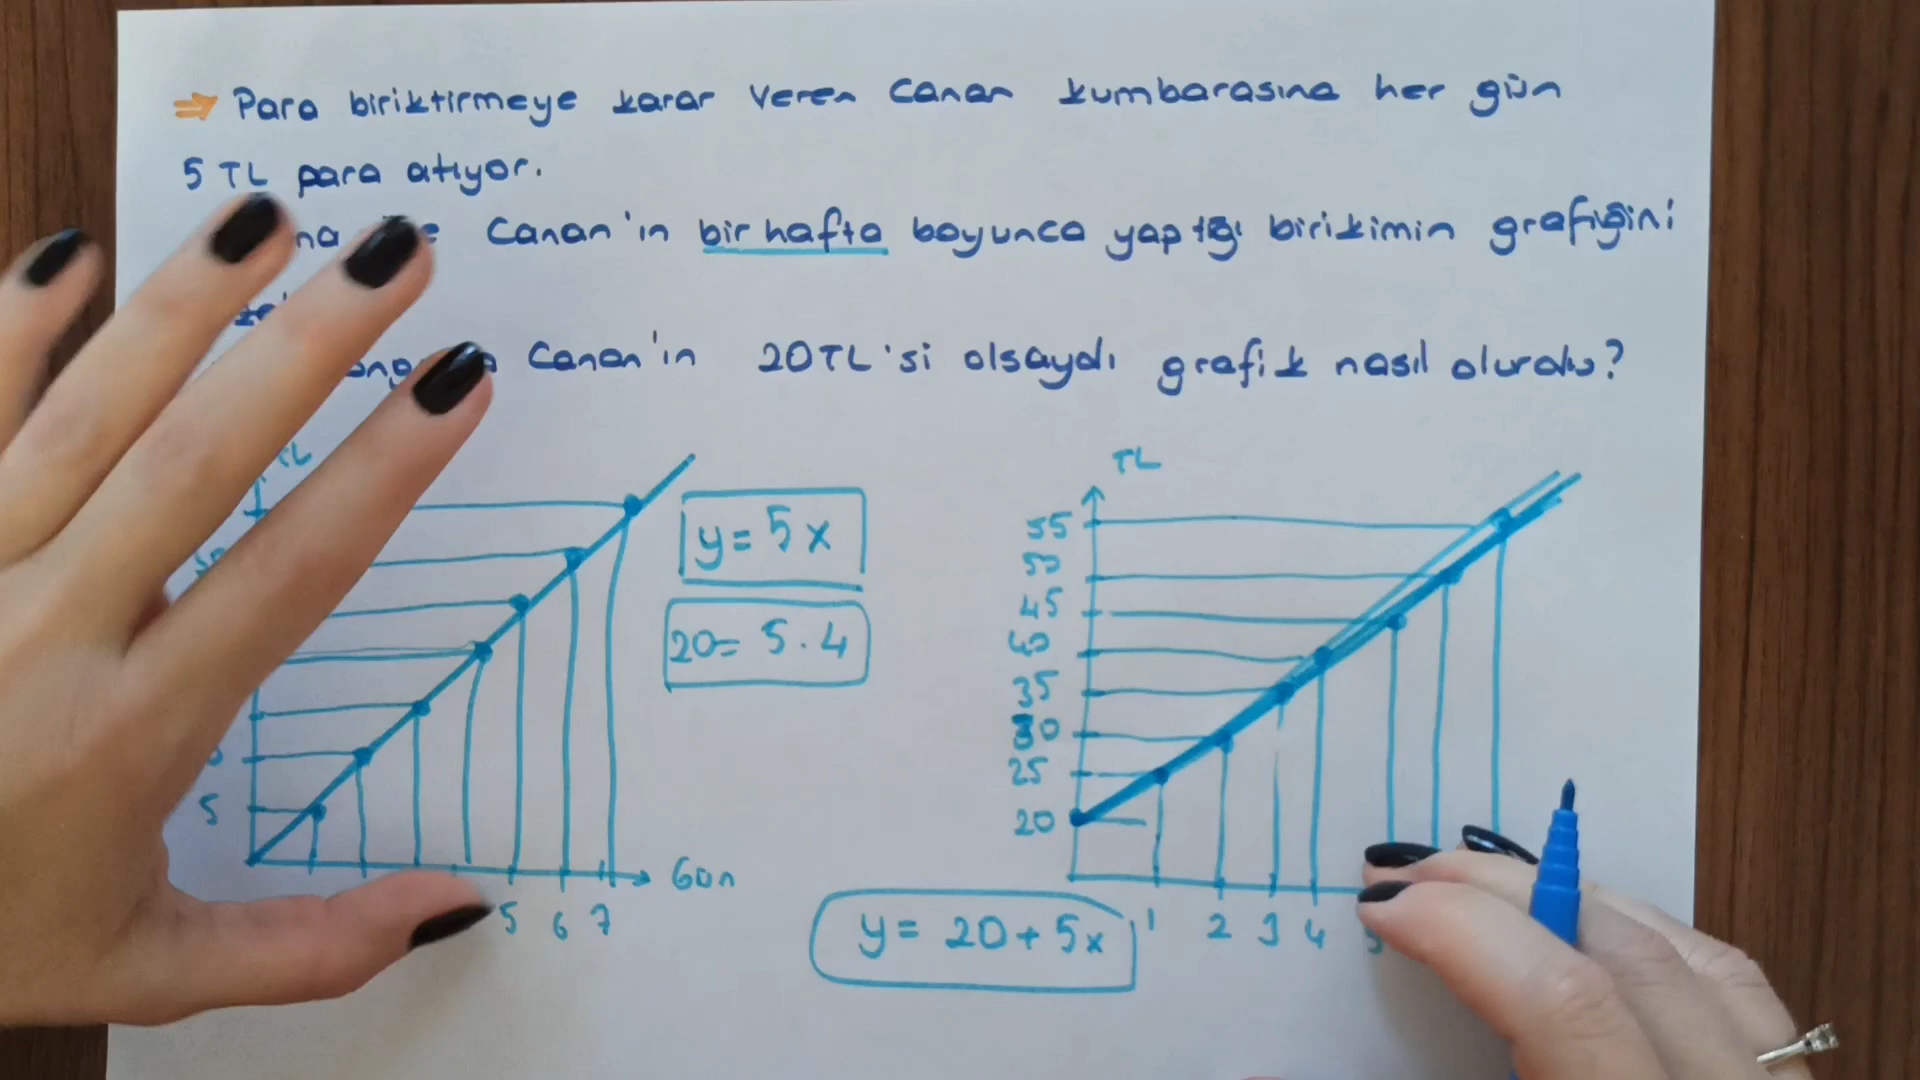 Para biriktirmeye karar veren Canan kumbarasına her gün
5 TL para atıyor.
Canan'ın bir hafta boyunca yaptığı birikimin grafiğini
Canan'ın 20TL'si olsaydı grafik nasıl olurdu?
TL
y = 5x
20 = 5.4
5
5 6 7
Gün
TL
55
50
45
40
35
30
25
20
1 2 3 4 5
y = 20 + 5x